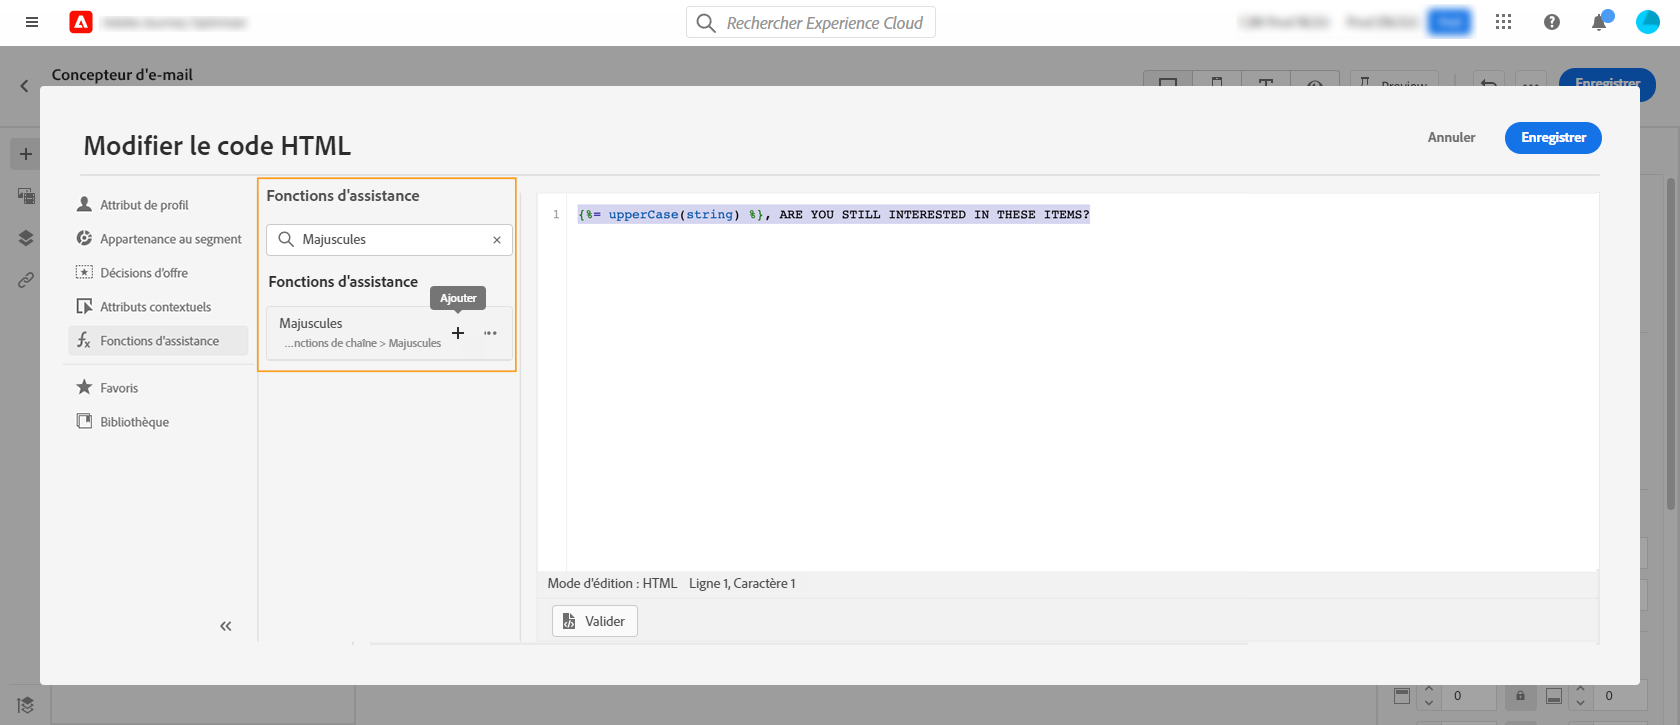 Rechercher Experience Cloud
Concepteur d'e-mail
Preview
Enregistrer
Modifier le code HTML
Annuler
Enregistrer
Attribut de profil
Appartenance au segment
Décisions d'offre
Attributs contextuels
Fonctions d'assistance
Favoris
Bibliothèque
Fonctions d'assistance
Majuscules
Fonctions d'assistance
Ajouter
Majuscules
...nctions de chaîne > Majuscules
1 {%= upperCase(string) %}, ARE YOU STILL INTERESTED IN THESE ITEMS?
Mode d'édition : HTML Ligne 1, Caractère 1
Valider
0
0